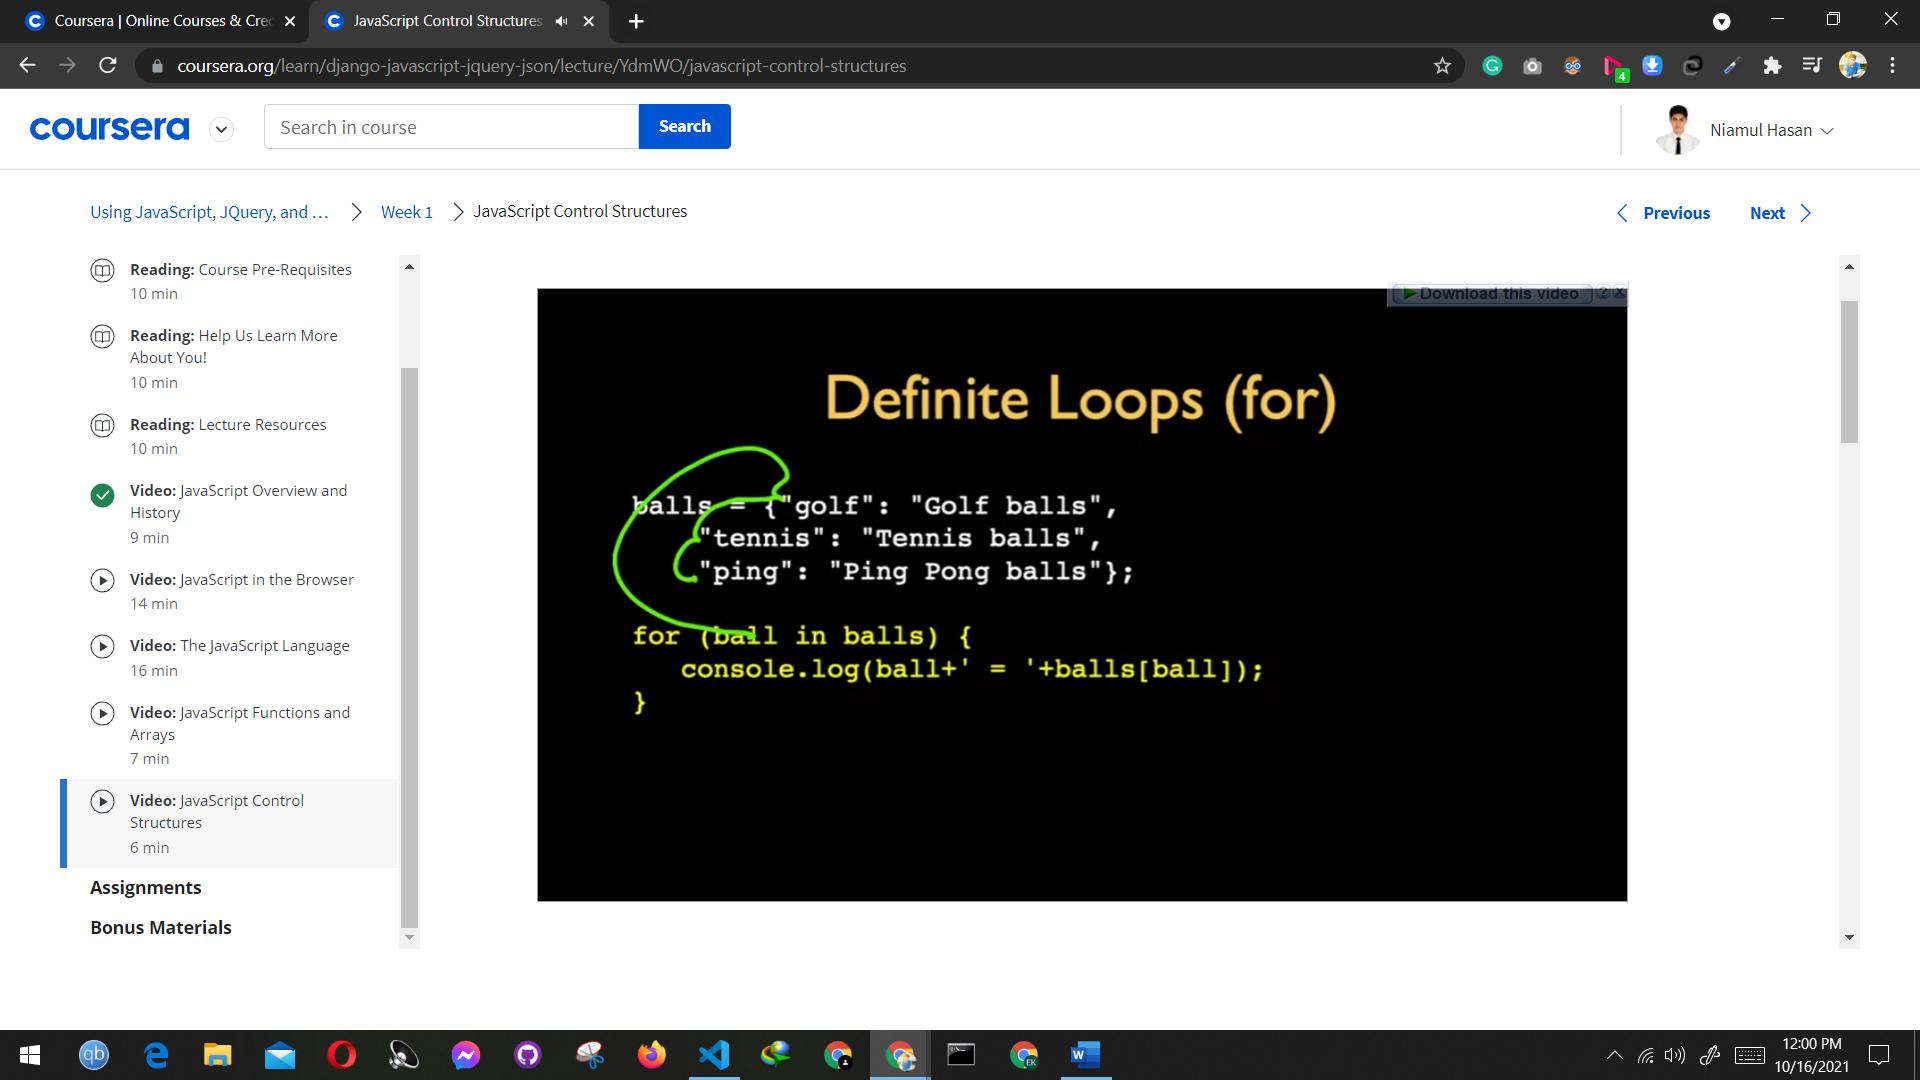 Coursera | Online Courses & Crec
JavaScript Control Structures
coursera.org/learn/django-javascript-jquery-json/lecture/YdmWO/javascript-control-structures
4
coursera
Search in course
Search
Niamul Hasan
Using JavaScript, JQuery, and ...
Week 1
JavaScript Control Structures
Previous
Next
Reading: Course Pre-Requisites
10 min
Reading: Help Us Learn More
About You!
10 min
Reading: Lecture Resources
10 min
Video: JavaScript Overview and
History
9 min
Video: JavaScript in the Browser
14 min
Video: The JavaScript Language
16 min
Video: JavaScript Functions and
Arrays
7 min
Video: JavaScript Control
Structures
6 min
Assignments
Bonus Materials
Download this video ? X
Definite Loops (for)
balls = {"golf": "Golf balls",
"tennis": "Tennis balls",
"ping": "Ping Pong balls"};
for (ball in balls) {
console.log(ball+' = '+balls[ball]);
}
qb
EK
W
12:00 PM
10/16/2021